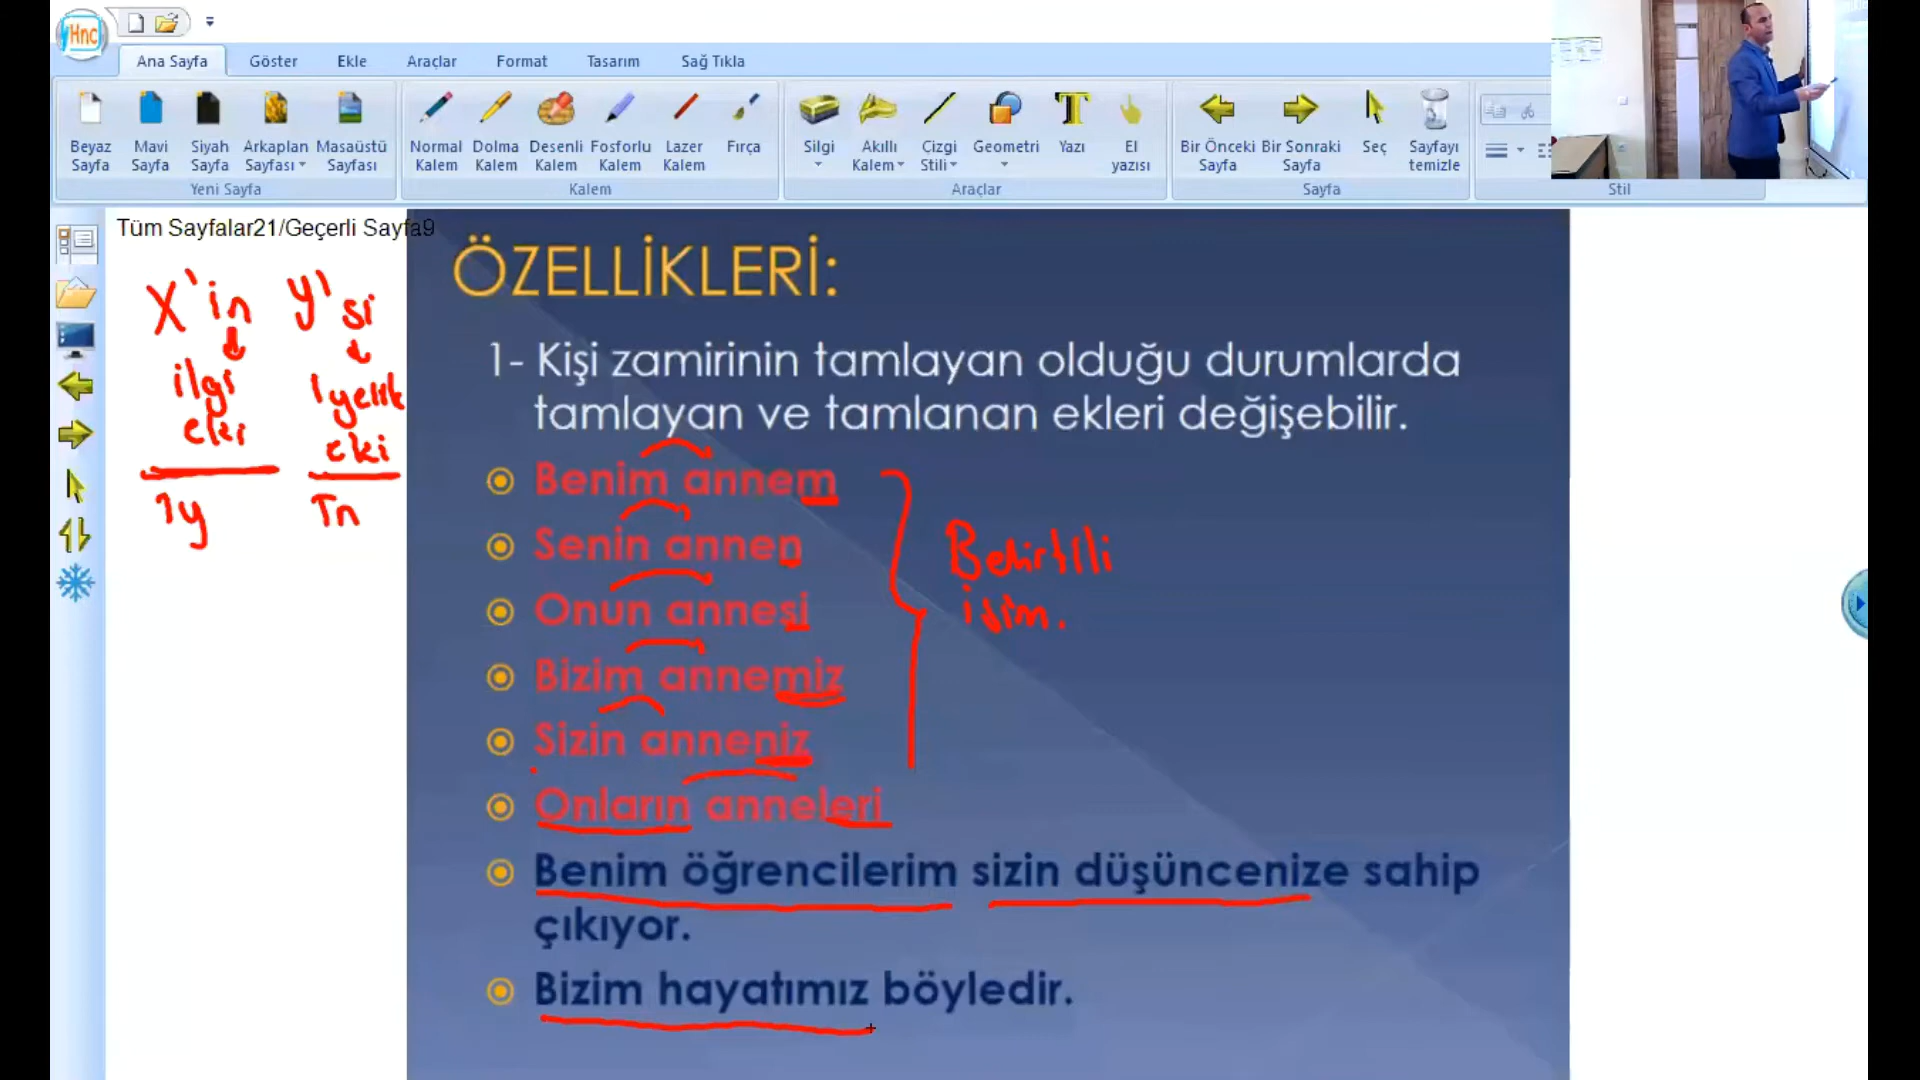 Hnc
Ana Sayfa Göster Ekle Araçlar Format Tasarım Sağ Tıkla
Beyaz Sayfa Mavi Sayfa Siyah Sayfa Arkaplan Sayfası Masaüstü Sayfası
Normal Kalem Dolma Kalem Desenli Kalem Fosforlu Kalem Lazer Kalem Fırça
Silgi Akıllı Kalem Çizgi Stili Geometri Yazı El yazısı
Bir Önceki Sayfa Bir Sonraki Sayfa Seç Sayfayı temizle
Yeni Sayfa Kalem Araçlar Sayfa Stil
Tüm Sayfalar21/Geçerli Sayfa9
X'in Y'si
ilgi eki
iyelik eki
Ty Tn
ÖZELLİKLERİ:
1- Kişi zamirinin tamlayan olduğu durumlarda
tamlayan ve tamlanan ekleri değişebilir.
Benim annem
Senin annen
Onun annesi
Bizim annemiz
Sizin anneniz
Onların anneleri
Belirtili
isim.
Benim öğrencilerim sizin düşüncenize sahip
çıkıyor.
Bizim hayatımız böyledir.